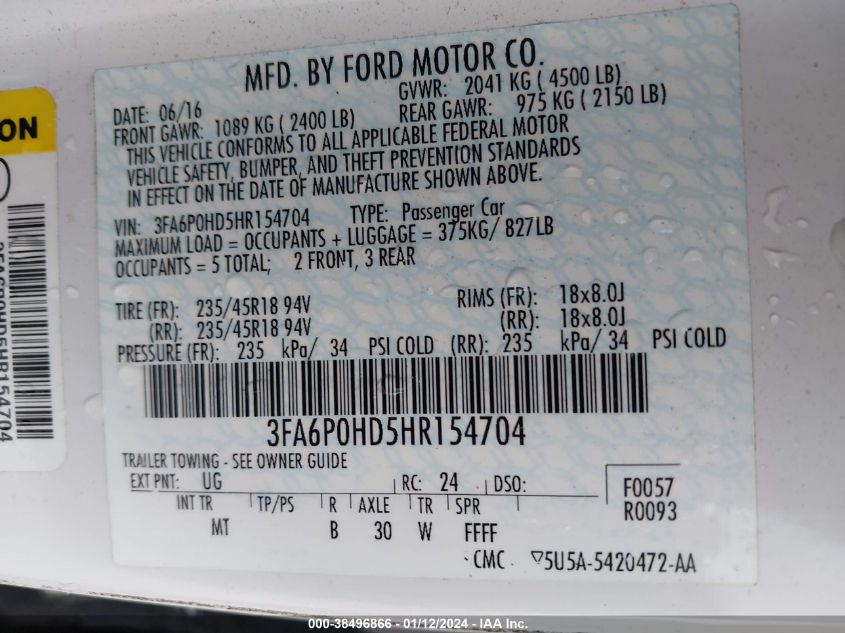 MFD. BY FORD MOTOR CO.
DATE: 06/16 GVWR: 2041 KG ( 4500 LB)
FRONT GAWR: 1089 KG ( 2400 LB) REAR GAWR: 975 KG ( 2150 LB)
THIS VEHICLE CONFORMS TO ALL APPLICABLE FEDERAL MOTOR
VEHICLE SAFETY, BUMPER, AND THEFT PREVENTION STANDARDS
IN EFFECT ON THE DATE OF MANUFACTURE SHOWN ABOVE.
VIN: 3FA6P0HD5HR154704 TYPE: Passenger Car
MAXIMUM LOAD = OCCUPANTS + LUGGAGE = 375KG/ 827LB
OCCUPANTS = 5 TOTAL; 2 FRONT, 3 REAR
TIRE (FR): 235/45R18 94V RIMS (FR): 18x8.0J
(RR): 235/45R18 94V (RR): 18x8.0J
PRESSURE (FR): 235 kPa/ 34 PSI COLD (RR): 235 kPa/ 34 PSI COLD
3FA6P0HD5HR154704
TRAILER TOWING - SEE OWNER GUIDE
EXT PNT: UG RC: 24 DSO: F0057
INT TR TP/PS R AXLE TR SPR R0093
MT B 30 W FFFF
CMC ▽5U5A-5420472-AA
ON
3FA6P0HD5HR154704
000-38496866 - 01/12/2024 - IAA Inc.